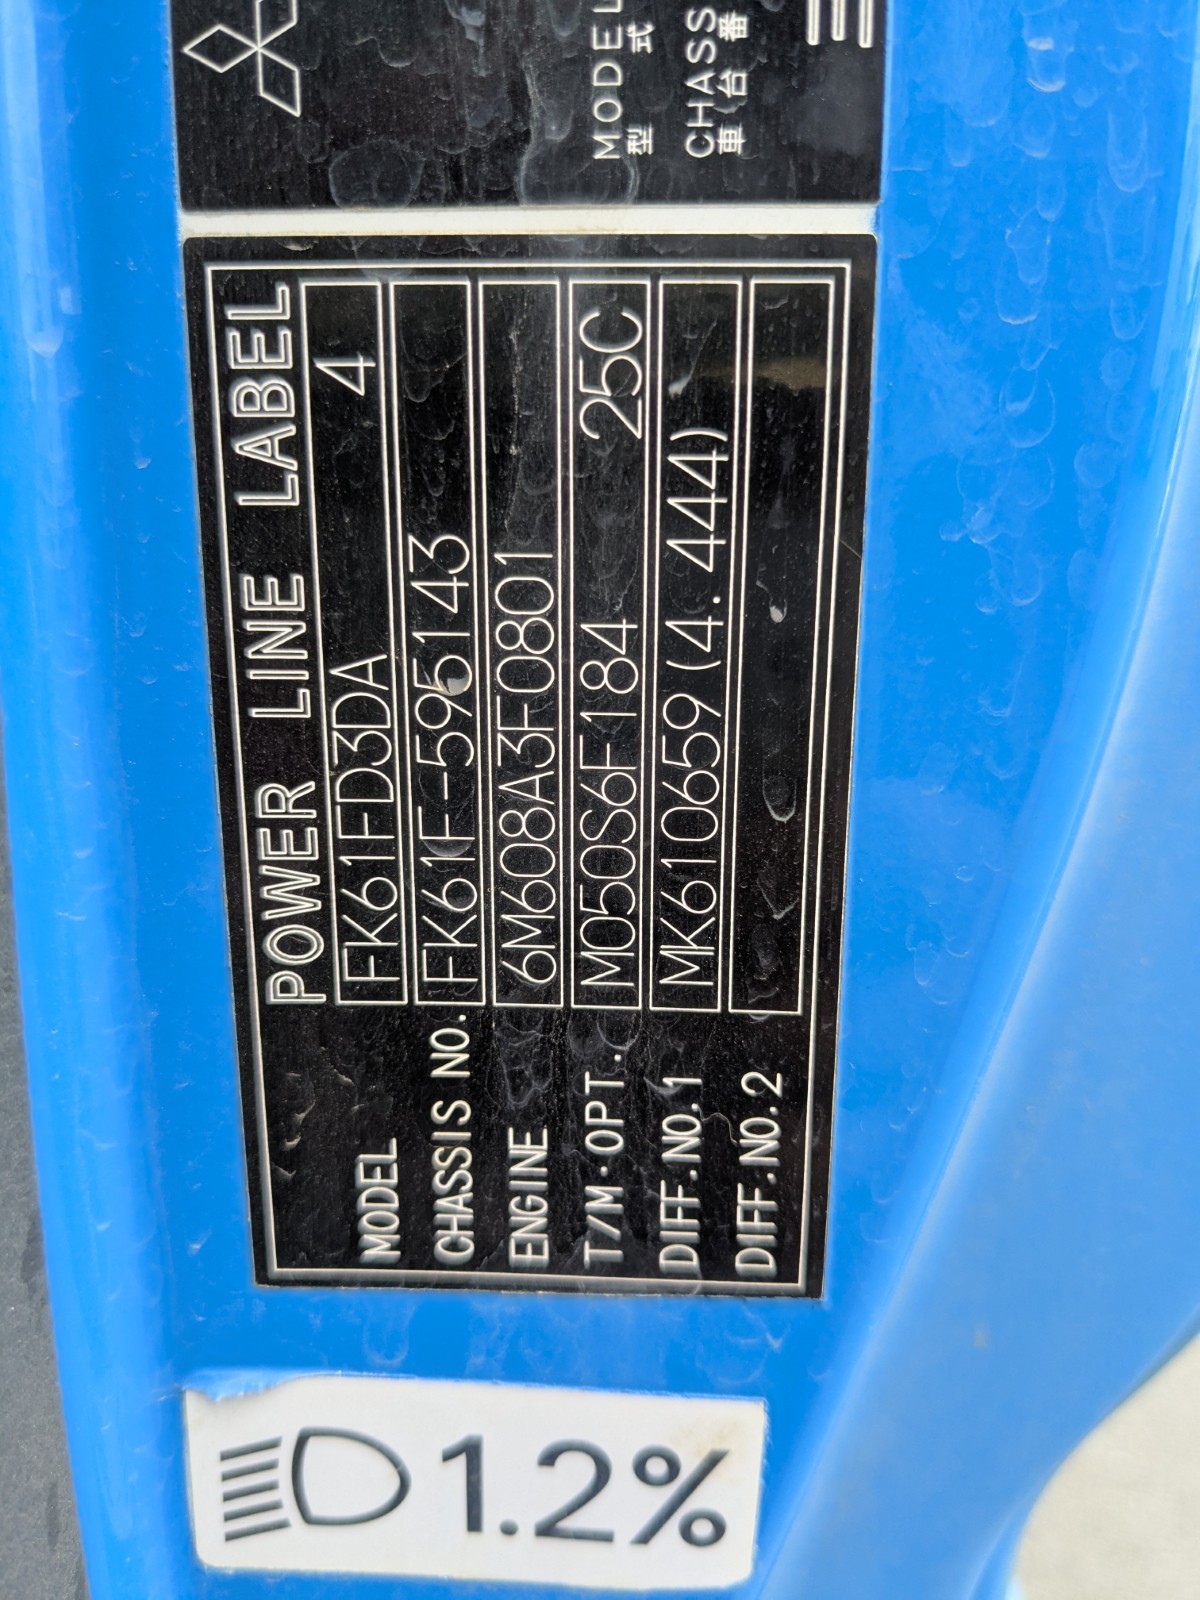 MODEL
型式
CHASS
車台番
POWER LINE LABEL
MODEL FK61FD3DA 4
CHASSIS NO. FK61F-595143
ENGINE 6M608A3F0801
T/M·OPT. M050S6F184 25C
DIFF.NO.1 MK610659(4.444)
DIFF.NO.2
1.2%